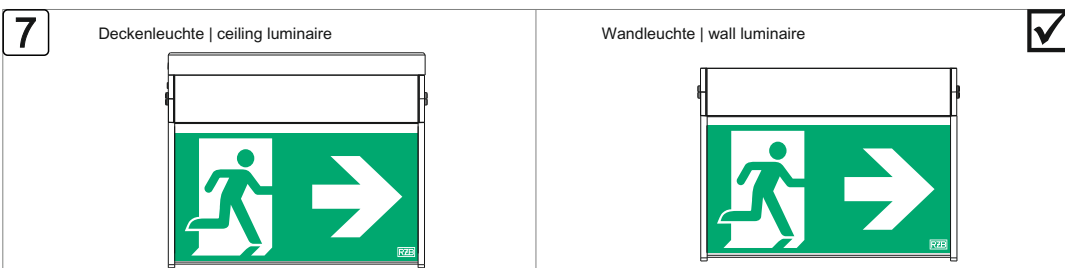 7
Deckenleuchte | ceiling luminaire
Wandleuchte | wall luminaire
RZB
RZB